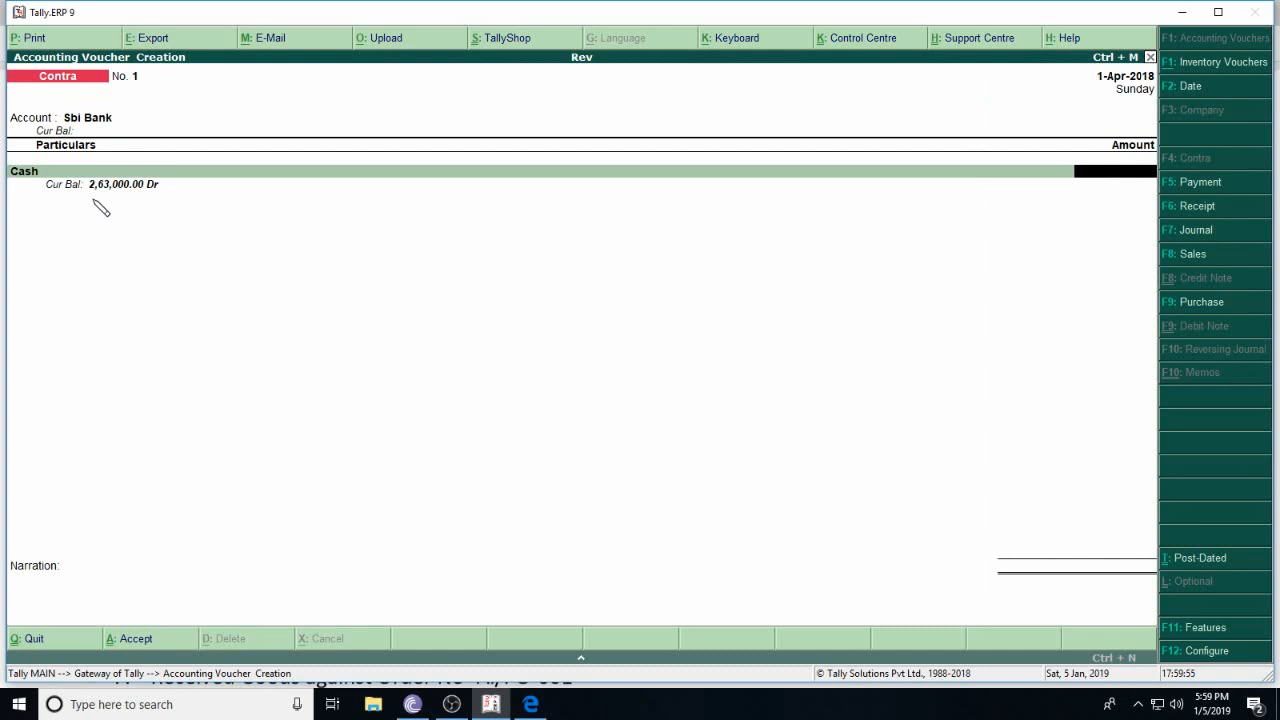 Tally.ERP 9
P: Print E: Export M: E-Mail O: Upload S: TallyShop G: Language K: Keyboard K: Control Centre H: Support Centre H: Help
Accounting Voucher Creation Rev Ctrl + M
Contra No. 1 1-Apr-2018
Sunday
Account : Sbi Bank
Cur Bal:
Particulars Amount
Cash
Cur Bal: 2,63,000.00 Dr
Narration:
Q: Quit A: Accept D: Delete X: Cancel
Ctrl + N
Tally MAIN --> Gateway of Tally --> Accounting Voucher Creation © Tally Solutions Pvt Ltd., 1988-2018 Sat, 5 Jan, 2019 17:59:55
F1: Accounting Vouchers
F1: Inventory Vouchers
F2: Date
F3: Company
F4: Contra
F5: Payment
F6: Receipt
F7: Journal
F8: Sales
F8: Credit Note
F9: Purchase
F9: Debit Note
F10: Reversing Journal
F10: Memos
T: Post-Dated
L: Optional
F11: Features
F12: Configure
Type here to search
5:59 PM
1/5/2019
2